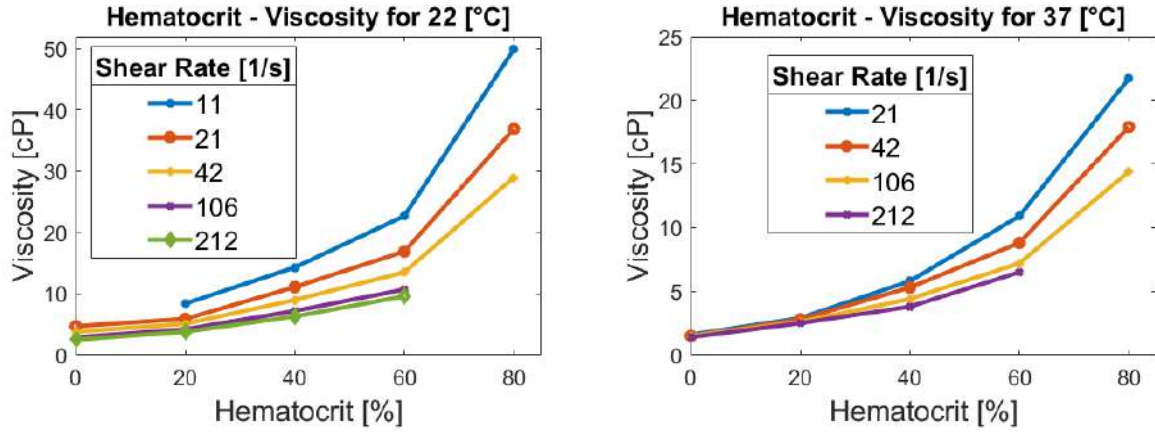 Hematocrit - Viscosity for 22 [°C]
Viscosity [cP]
50
40
30
20
10
0
Shear Rate [1/s]
11
21
42
106
212
0 20 40 60 80
Hematocrit [%]
Hematocrit - Viscosity for 37 [°C]
Viscosity [cP]
25
20
15
10
5
0
Shear Rate [1/s]
21
42
106
212
0 20 40 60 80
Hematocrit [%]